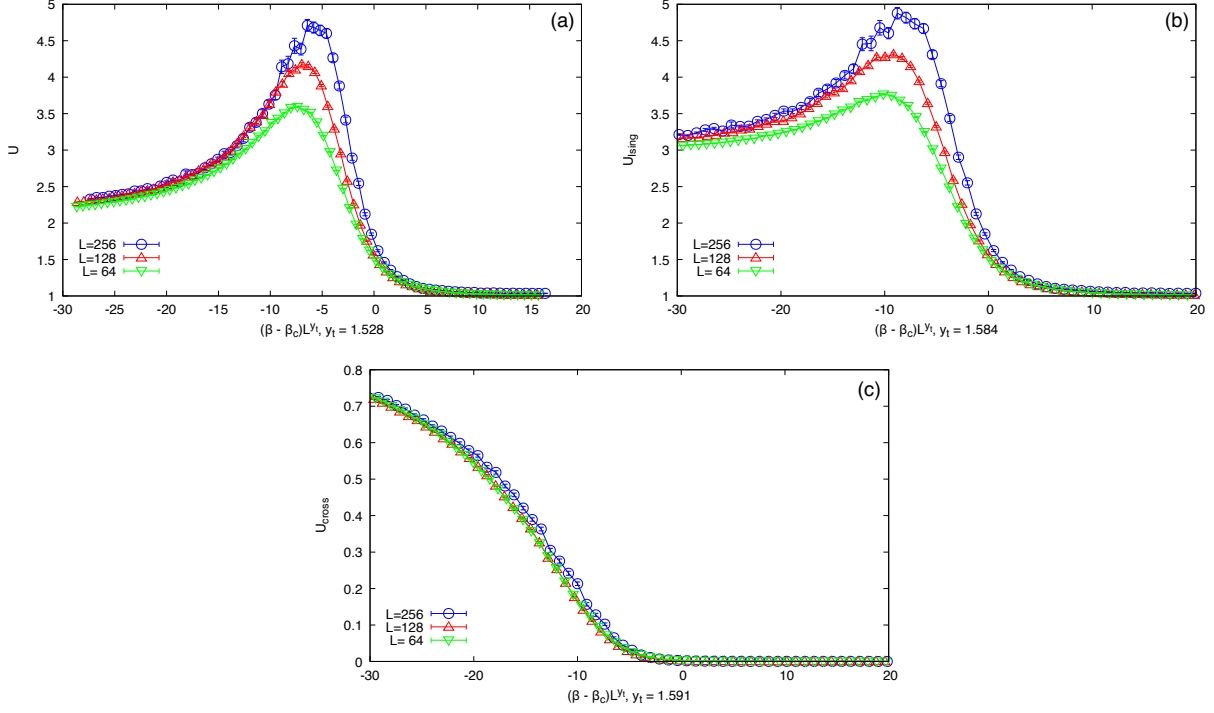 (a)
5
4.5
4
3.5
3
2.5
2
1.5
1
U
L=256
L=128
L= 64
-30 -25 -20 -15 -10 -5 0 5 10 15 20
(β - βc)L^yt, yt = 1.528
(b)
5
4.5
4
3.5
3
2.5
2
1.5
1
UIsing
L=256
L=128
L= 64
-30 -20 -10 0 10 20
(β - βc)L^yt, yt = 1.584
(c)
0.8
0.7
0.6
0.5
0.4
0.3
0.2
0.1
0
Ucross
L=256
L=128
L= 64
-30 -20 -10 0 10 20
(β - βc)L^yt, yt = 1.591